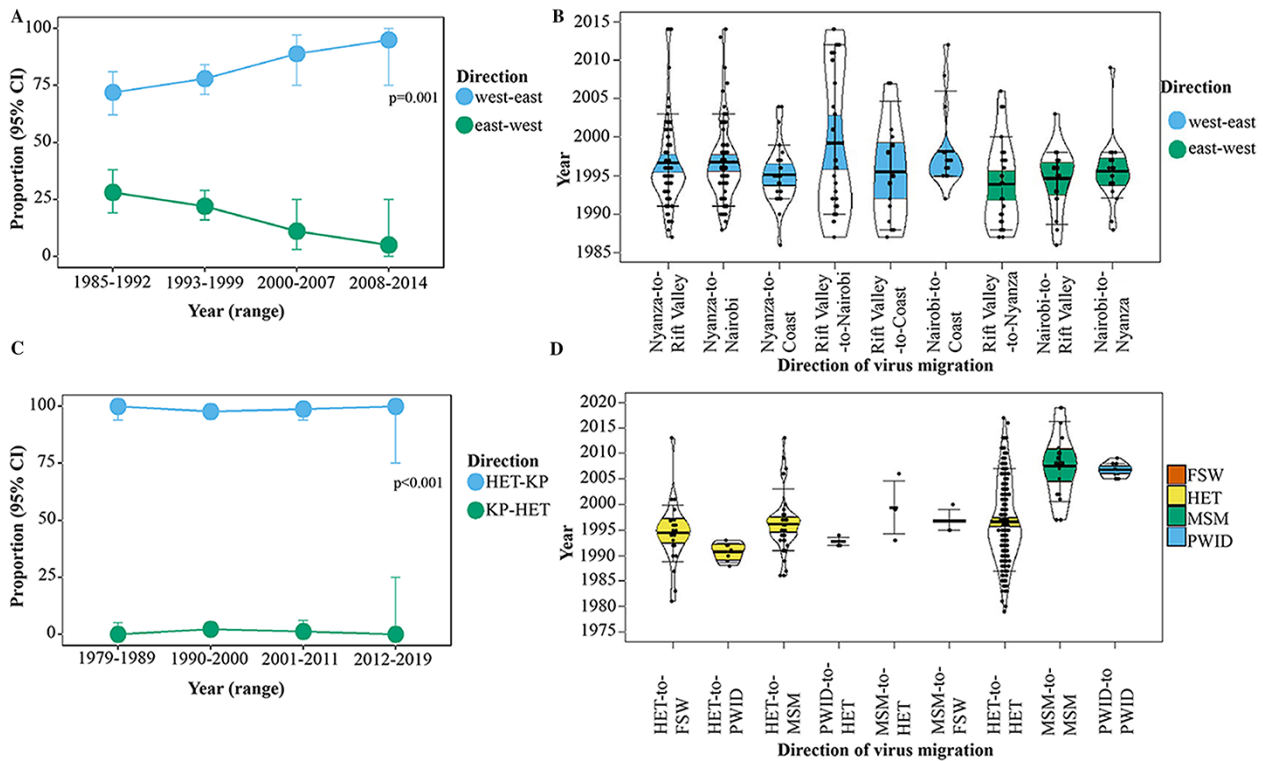 A
100
75
50
25
0
Proportion (95% CI)
1985-1992 1993-1999 2000-2007 2008-2014
Year (range)
Direction
west-east
p=0.001
east-west
B
2015
2010
2005
2000
1995
1990
1985
Year
Nyanza-to-
Rift Valley
Nyanza-to-
Nairobi
Nyanza-to-
Coast
Rift Valley
-to-Nairobi
Rift Valley
-to-Coast
Nairobi-to-
Coast
Rift Valley
-to-Nyanza
Nairobi-to-
Rift Valley
Nairobi-to-
Nyanza
Direction of virus migration
Direction
west-east
east-west
C
100
75
50
25
0
Proportion (95% CI)
1979-1989 1990-2000 2001-2011 2012-2019
Year (range)
Direction
HET-KP
p<0.001
KP-HET
D
2020
2015
2010
2005
2000
1995
1990
1985
1980
1975
Year
HET-to-
FSW
HET-to-
PWID
HET-to-
MSM
PWID-to-
HET
MSM-to-
HET
MSM-to-
FSW
HET-to-
HET
MSM-to-
MSM
PWID-to
PWID
Direction of virus migration
FSW
HET
MSM
PWID